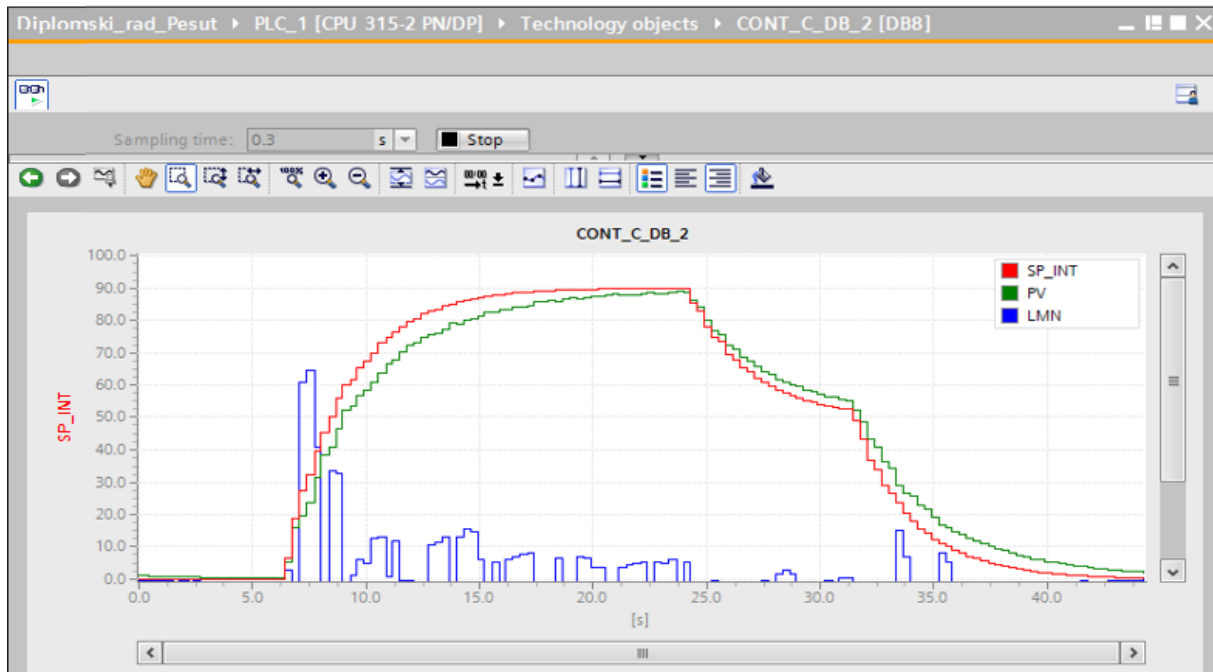 Diplomski_rad_Pesut ▸ PLC_1 [CPU 315-2 PN/DP] ▸ Technology objects ▸ CONT_C_DB_2 [DB8]
Sampling time: 0.3 s Stop
CONT_C_DB_2
100.0
90.0
80.0
70.0
60.0
50.0
40.0
30.0
20.0
10.0
0.0
SP_INT
SP_INT
PV
LMN
0.0 5.0 10.0 15.0 20.0 25.0 30.0 35.0 40.0
[s]